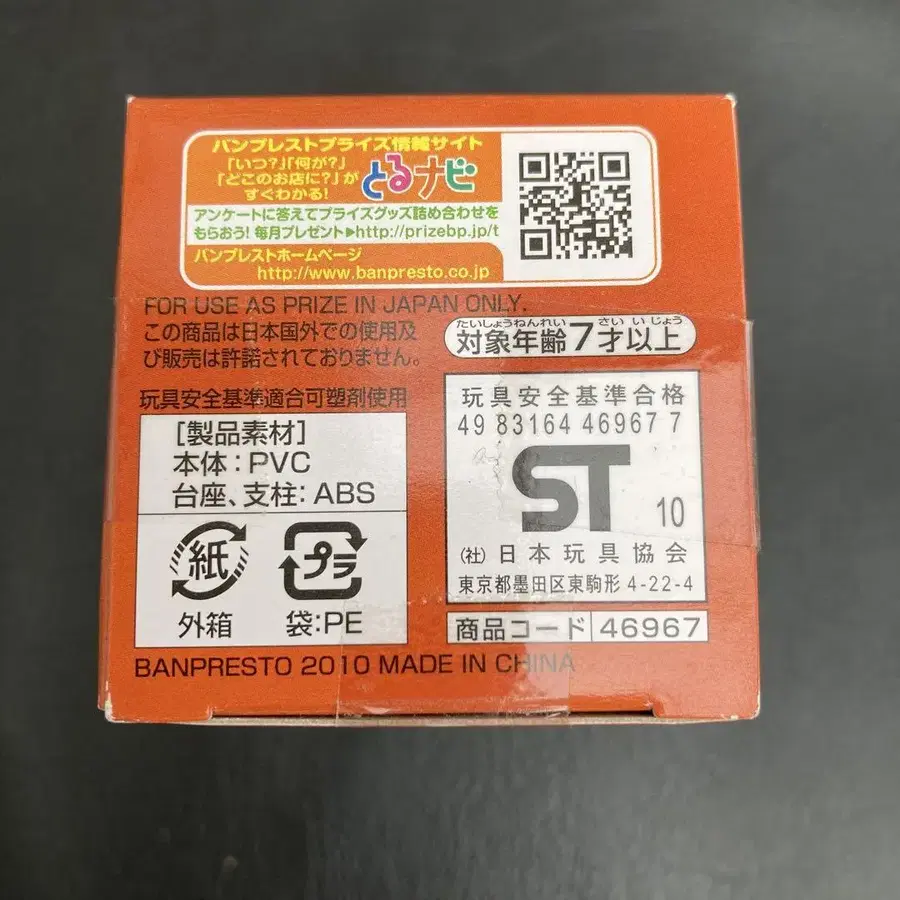 バンプレストプライズ情報サイト
「いつ?」「何が?」
「どこのお店に?」が
すぐわかる!
とるナビ
アンケートに答えてプライズグッズ詰め合わせを
もらおう! 毎月プレゼント▶http://prizebp.jp/t
バンプレストホームページ
http://www.banpresto.co.jp
FOR USE AS PRIZE IN JAPAN ONLY.
この商品は日本国外での使用及
び販売は許諾されておりません。
たいしょうねんれい さい いじょう
対象年齢7才以上
玩具安全基準適合可塑剤使用
[製品素材]
本体:PVC
台座、支柱:ABS
紙
外箱
プラ
袋:PE
玩具安全基準合格
49 83164 46967 7
ST
10
(社)日本玩具協会
東京都墨田区東駒形 4-22-4
商品コード 46967
BANPRESTO 2010 MADE IN CHINA